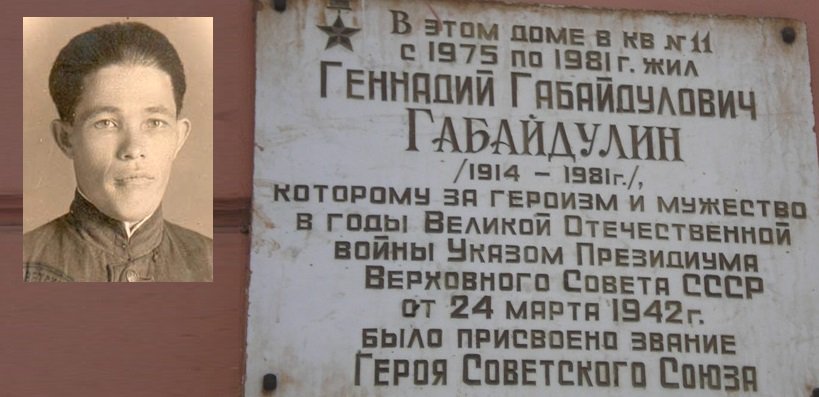 В ЭТОМ ДОМЕ В КВ №11
С 1975 ПО 1981 г. ЖИЛ
ГЕННАДИЙ ГАБАЙДУЛОВИЧ
ГАБАЙДУЛИН
/1914 – 1981г./,
КОТОРОМУ ЗА ГЕРОИЗМ И МУЖЕСТВО
В ГОДЫ ВЕЛИКОЙ ОТЕЧЕСТВЕННОЙ
ВОЙНЫ УКАЗОМ ПРЕЗИДИУМА
ВЕРХОВНОГО СОВЕТА СССР
ОТ 24 МАРТА 1942г.
БЫЛО ПРИСВОЕНО ЗВАНИЕ
ГЕРОЯ СОВЕТСКОГО СОЮЗА